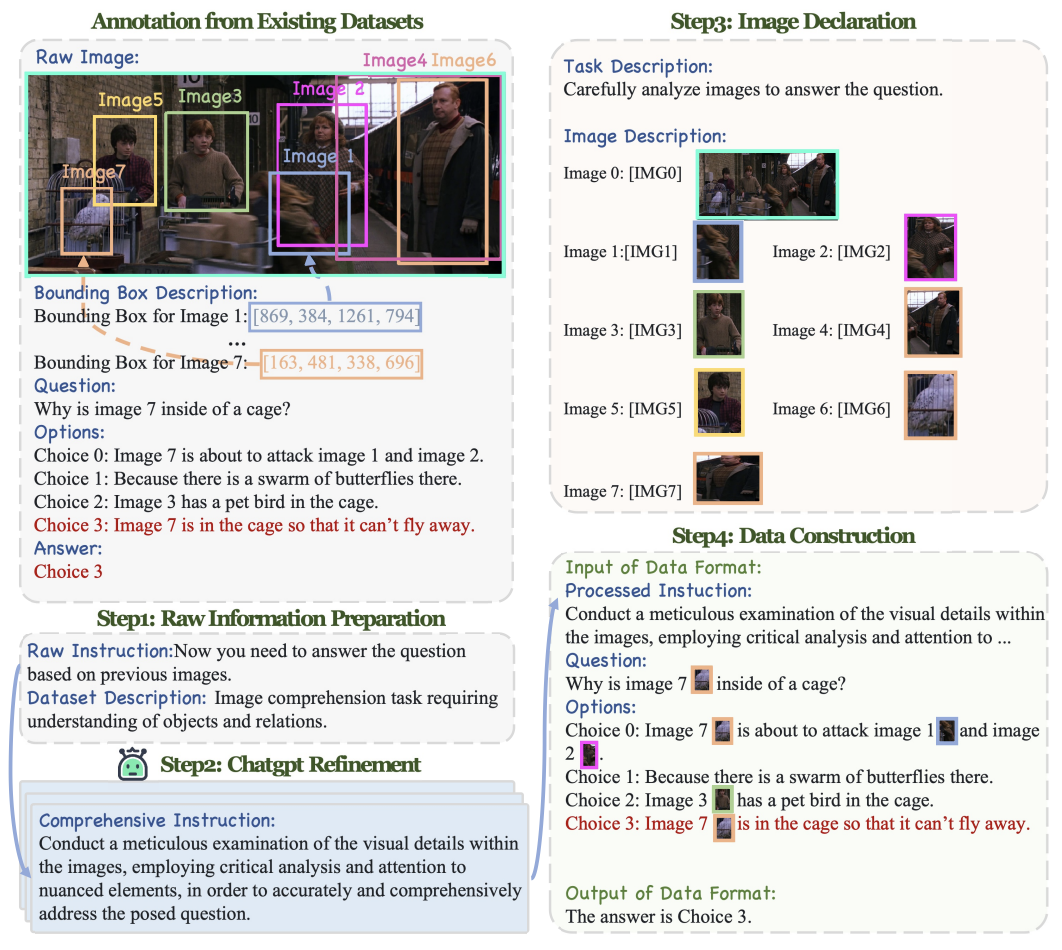 Annotation from Existing Datasets
Raw Image:
Image4 Image6
10
Image5
Image3
Image 2
Image 1
Image7
Bounding Box Description:
Bounding Box for Image 1: [869, 384, 1261, 794]
...
Bounding Box for Image 7: [163, 481, 338, 696]
Question:
Why is image 7 inside of a cage?
Options:
Choice 0: Image 7 is about to attack image 1 and image 2.
Choice 1: Because there is a swarm of butterflies there.
Choice 2: Image 3 has a pet bird in the cage.
Choice 3: Image 7 is in the cage so that it can't fly away.
Answer:
Choice 3
Step1: Raw Information Preparation
Raw Instruction:Now you need to answer the question
based on previous images.
Dataset Description: Image comprehension task requiring
understanding of objects and relations.
Step2: Chatgpt Refinement
Comprehensive Instruction:
Conduct a meticulous examination of the visual details within
the images, employing critical analysis and attention to
nuanced elements, in order to accurately and comprehensively
address the posed question.
Step3: Image Declaration
Task Description:
Carefully analyze images to answer the question.
Image Description:
Image 0: [IMG0]
Image 1:[IMG1]
Image 2: [IMG2]
Image 3: [IMG3]
Image 4: [IMG4]
Image 5: [IMG5]
Image 6: [IMG6]
Image 7: [IMG7]
Step4: Data Construction
Input of Data Format:
Processed Instuction:
Conduct a meticulous examination of the visual details within
the images, employing critical analysis and attention to ...
Question:
Why is image 7 inside of a cage?
Options:
Choice 0: Image 7 is about to attack image 1 and image
2 .
Choice 1: Because there is a swarm of butterflies there.
Choice 2: Image 3 has a pet bird in the cage.
Choice 3: Image 7 is in the cage so that it can't fly away.
Output of Data Format:
The answer is Choice 3.